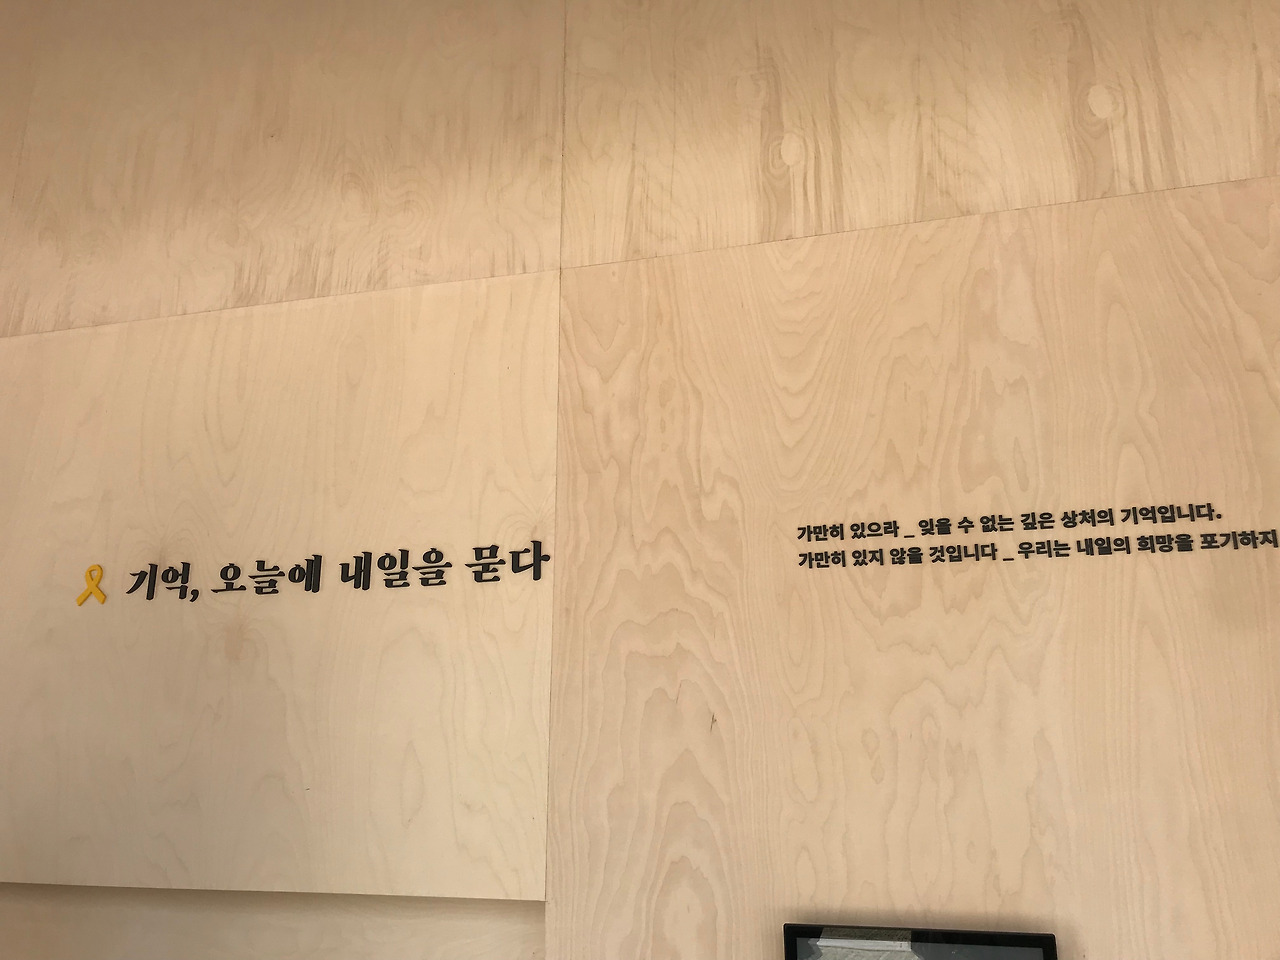 기억, 오늘에 내일을 묻다
가만히 있으라 _ 잊을 수 없는 깊은 상처의 기억입니다.
가만히 있지 않을 것입니다 _ 우리는 내일의 희망을 포기하지